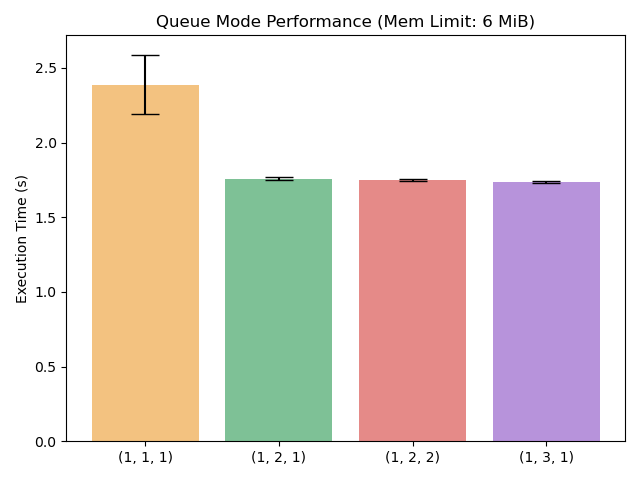 Queue Mode Performance (Mem Limit: 6 MiB)
Execution Time (s)
2.5
2.0
1.5
1.0
0.5
0.0
(1, 1, 1)
(1, 2, 1)
(1, 2, 2)
(1, 3, 1)